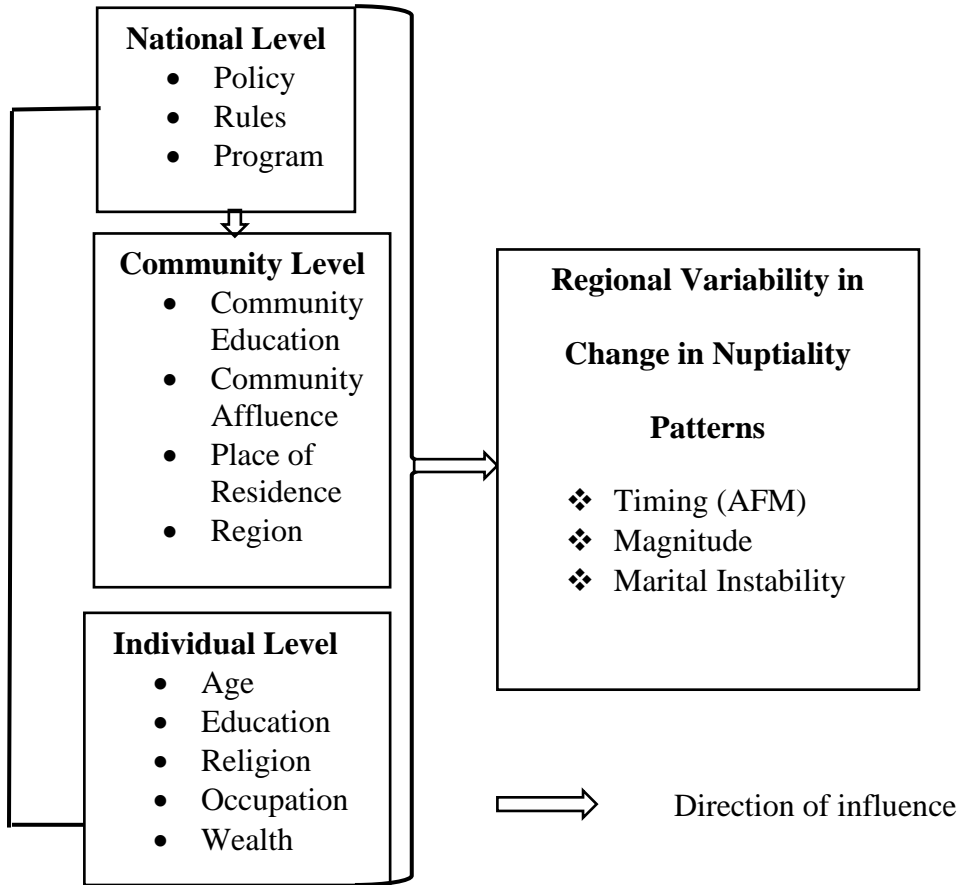 National Level
• Policy
• Rules
• Program
Community Level
• Community
Education
• Community
Affluence
• Place of
Residence
• Region
Individual Level
• Age
• Education
• Religion
• Occupation
• Wealth
Regional Variability in
Change in Nuptiality
Patterns
❖ Timing (AFM)
❖ Magnitude
❖ Marital Instability
Direction of influence